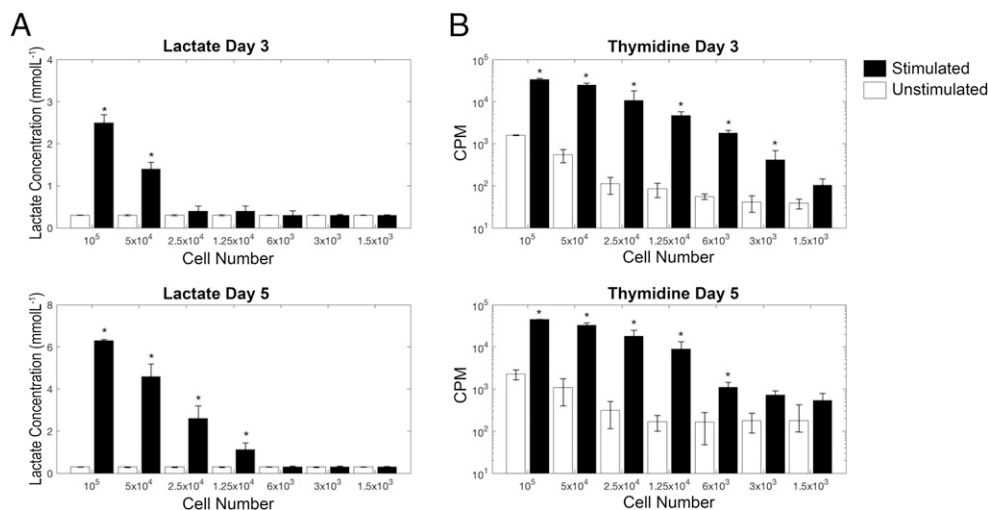 A
Lactate Day 3
Lactate Concentration (mmolL⁻¹)
4
3
2
1
0
*
*
10⁵
5x10⁴
2.5x10⁴
1.25x10⁴
6x10³
3x10³
1.5x10³
Cell Number
Lactate Day 5
Lactate Concentration (mmolL⁻¹)
8
6
4
2
0
*
*
*
*
10⁵
5x10⁴
2.5x10⁴
1.25x10⁴
6x10³
3x10³
1.5x10³
Cell Number
B
Thymidine Day 3
CPM
10⁵
10⁴
10³
10²
10¹
*
*
*
*
*
*
10⁵
5x10⁴
2.5x10⁴
1.25x10⁴
6x10³
3x10³
1.5x10³
Cell Number
Stimulated
Unstimulated
Thymidine Day 5
CPM
10⁵
10⁴
10³
10²
10¹
*
*
*
*
*
10⁵
5x10⁴
2.5x10⁴
1.25x10⁴
6x10³
3x10³
1.5x10³
Cell Number